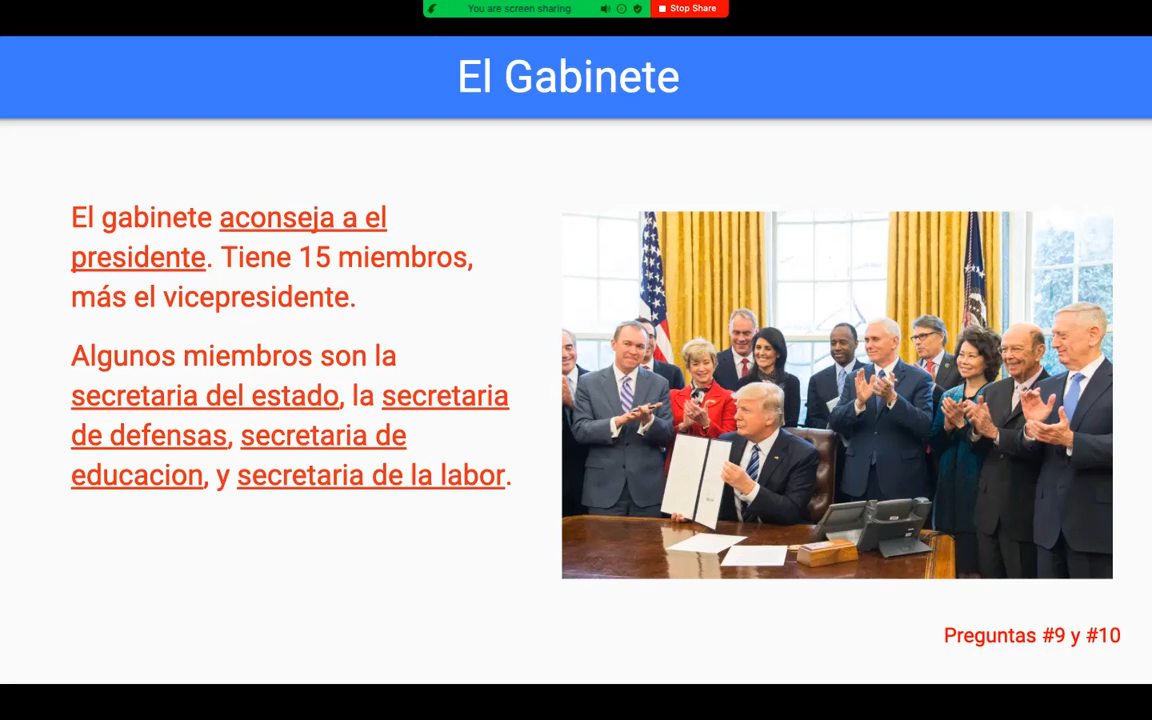 You are screen sharing
Stop Share
El Gabinete
El gabinete aconseja a el
presidente. Tiene 15 miembros,
más el vicepresidente.
Algunos miembros son la
secretaria del estado, la secretaria
de defensas, secretaria de
educacion, y secretaria de la labor.
Preguntas #9 y #10